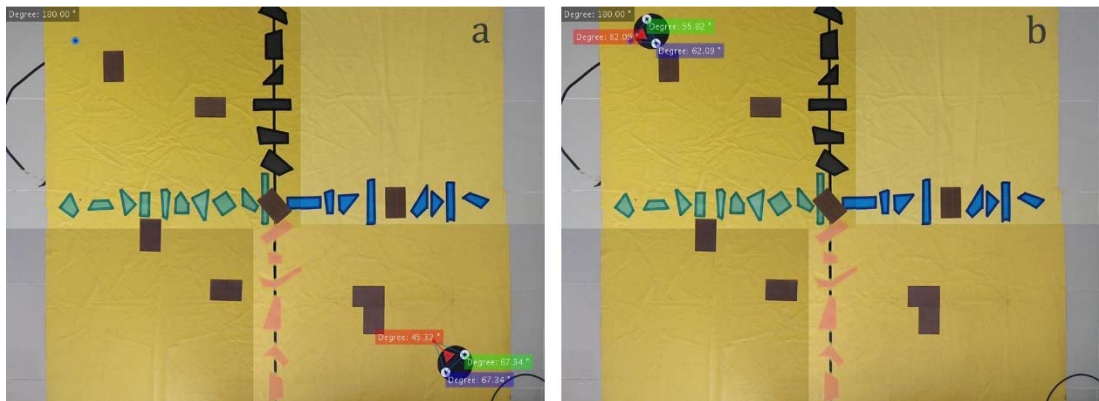 Degree: 180.00 °
a
Degree: 45.32 °
Degree: 67.34 °
Degree: 67.34 °
Degree: 180.00 °
b
Degree: 55.82 °
Degree: 62.09 °
Degree: 62.09 °